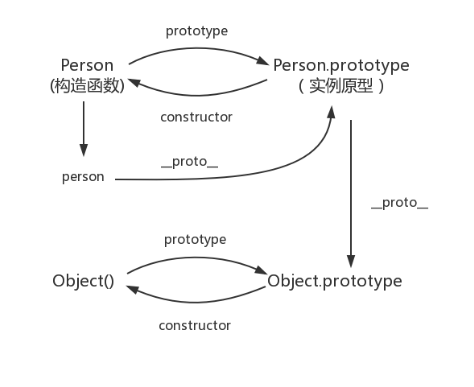 prototype
Person
(构造函数)
Person.prototype
（实例原型）
constructor
__proto__
person
__proto__
prototype
Object()
Object.prototype
constructor